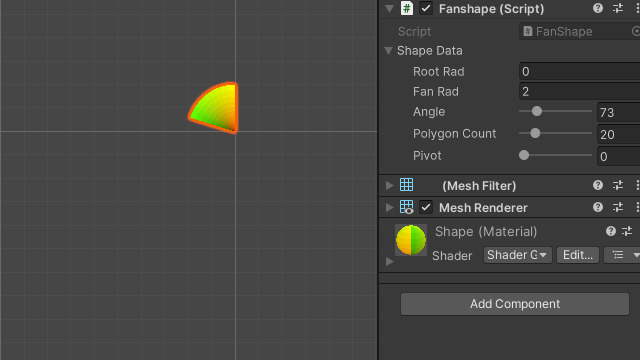 Fanshape (Script)
Script
FanShape
Shape Data
Root Rad
0
Fan Rad
2
Angle
73
Polygon Count
20
Pivot
0
(Mesh Filter)
Mesh Renderer
Shape (Material)
Shader
Shader G
Edit...
Add Component